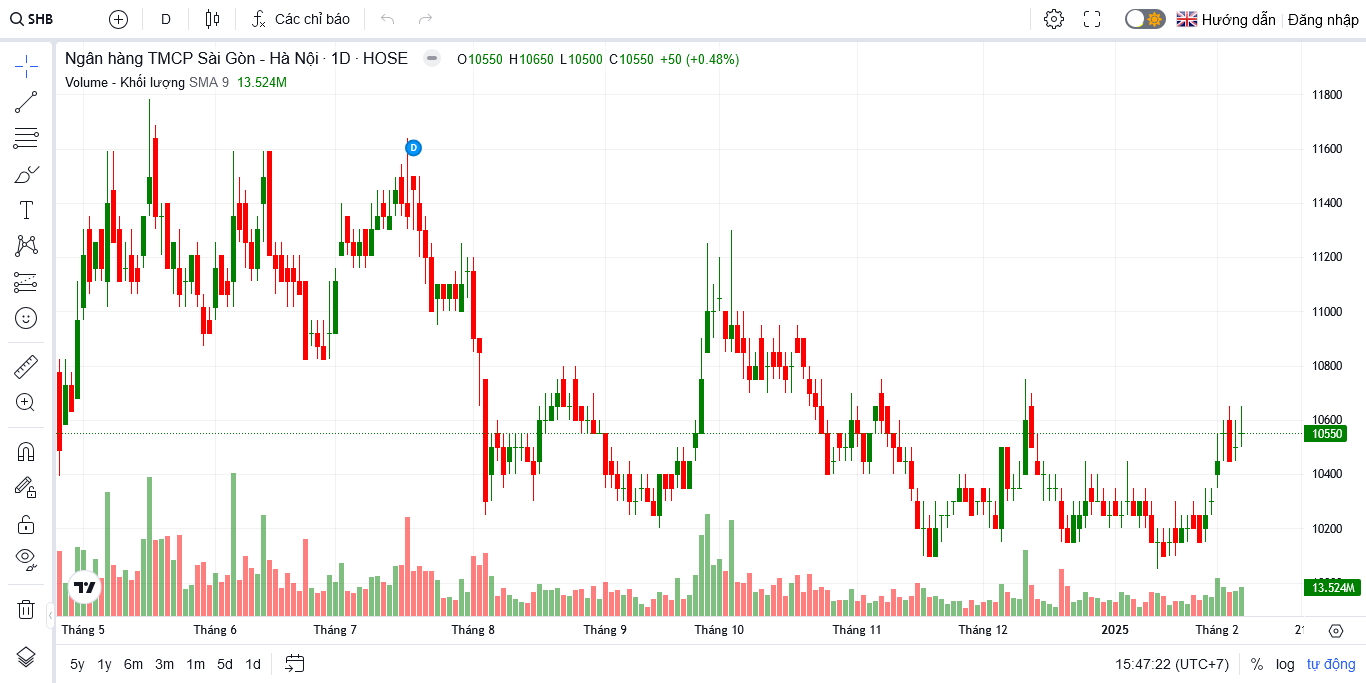 SHB D Các chỉ báo Hướng dẫn Đăng nhập
Ngân hàng TMCP Sài Gòn - Hà Nội · 1D · HOSE O10550 H10650 L10500 C10550 +50 (+0.48%)
Volume - Khối lượng SMA 9 13.524M
11800
D
11600
11400
11200
11000
10800
10600
10550
10400
10200
13.524M
Tháng 5 Tháng 6 Tháng 7 Tháng 8 Tháng 9 Tháng 10 Tháng 11 Tháng 12 2025 Tháng 2
5y 1y 6m 3m 1m 5d 1d 15:47:22 (UTC+7) % log tự động